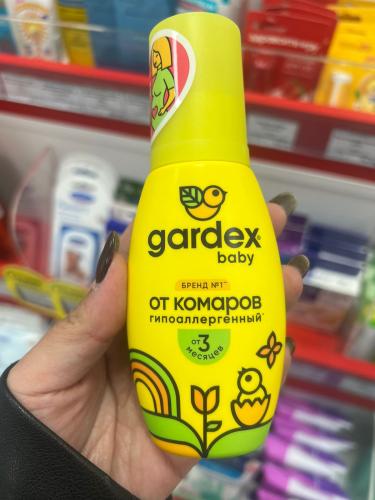 gardex
baby
БРЕНД №1
от комаров
гипоаллергенный*
от 3
месяцев